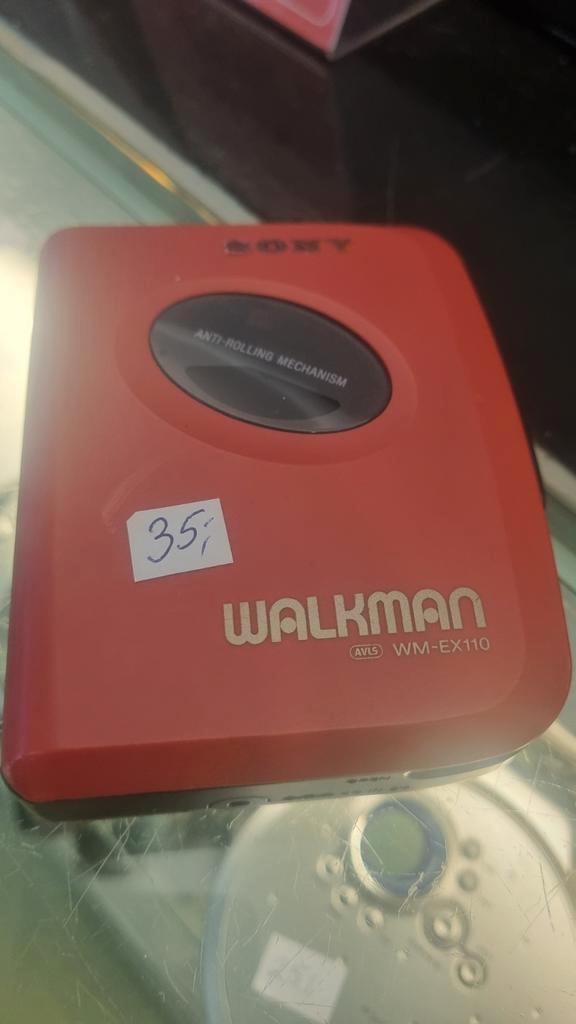 SONY
ANTI-ROLLING MECHANISM
35,-
WALKMAN
AVLS WM-EX110